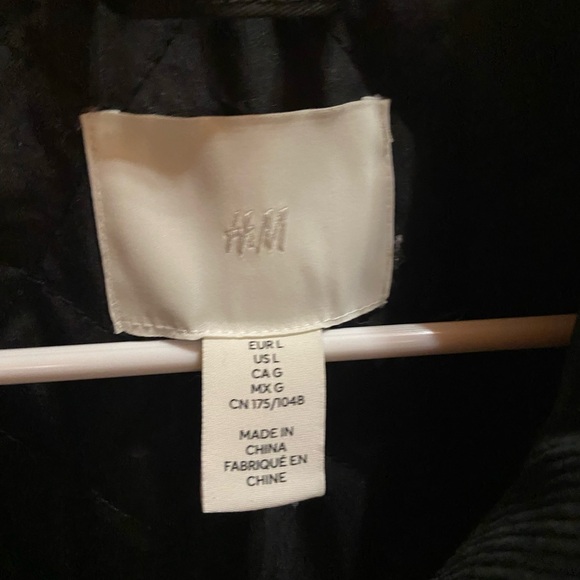 H&M
EUR L
US L
CA G
MX G
CN 175/104B
MADE IN
CHINA
FABRIQUÉ EN
CHINE